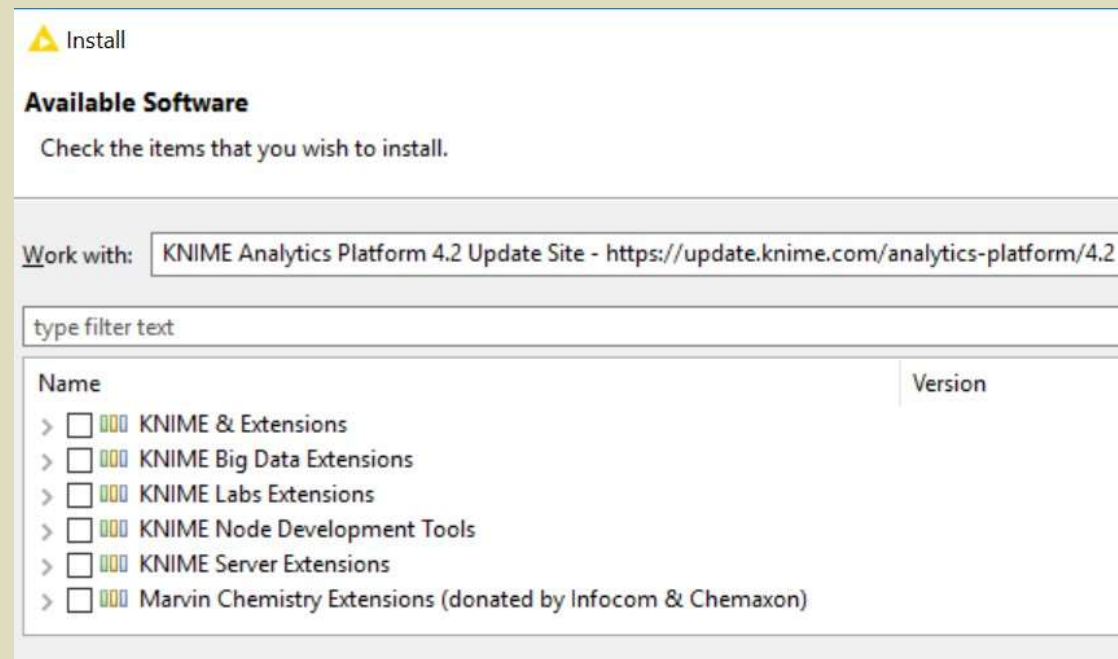 Install
Available Software
Check the items that you wish to install.
Work with: KNIME Analytics Platform 4.2 Update Site - https://update.knime.com/analytics-platform/4.2
type filter text
Name Version
KNIME & Extensions
KNIME Big Data Extensions
KNIME Labs Extensions
KNIME Node Development Tools
KNIME Server Extensions
Marvin Chemistry Extensions (donated by Infocom & Chemaxon)